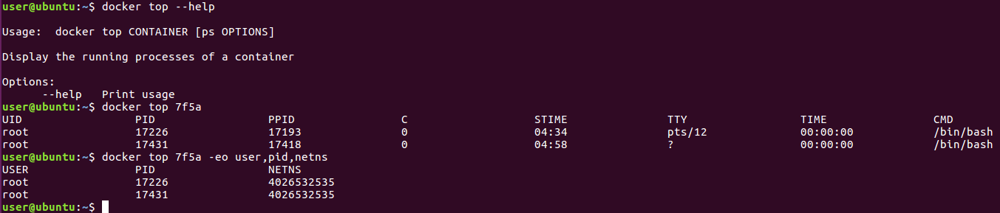 user@ubuntu:~$ docker top --help
Usage:  docker top CONTAINER [ps OPTIONS]
Display the running processes of a container
Options:
      --help   Print usage
user@ubuntu:~$ docker top 7f5a
UID                 PID                 PPID                C                   STIME               TTY                 TIME                CMD
root                17226               17193               0                   04:34               pts/12              00:00:00            /bin/bash
root                17431               17418               0                   04:58               ?                   00:00:00            /bin/bash
user@ubuntu:~$ docker top 7f5a -eo user,pid,netns
USER                PID                 NETNS
root                17226               4026532535
root                17431               4026532535
user@ubuntu:~$